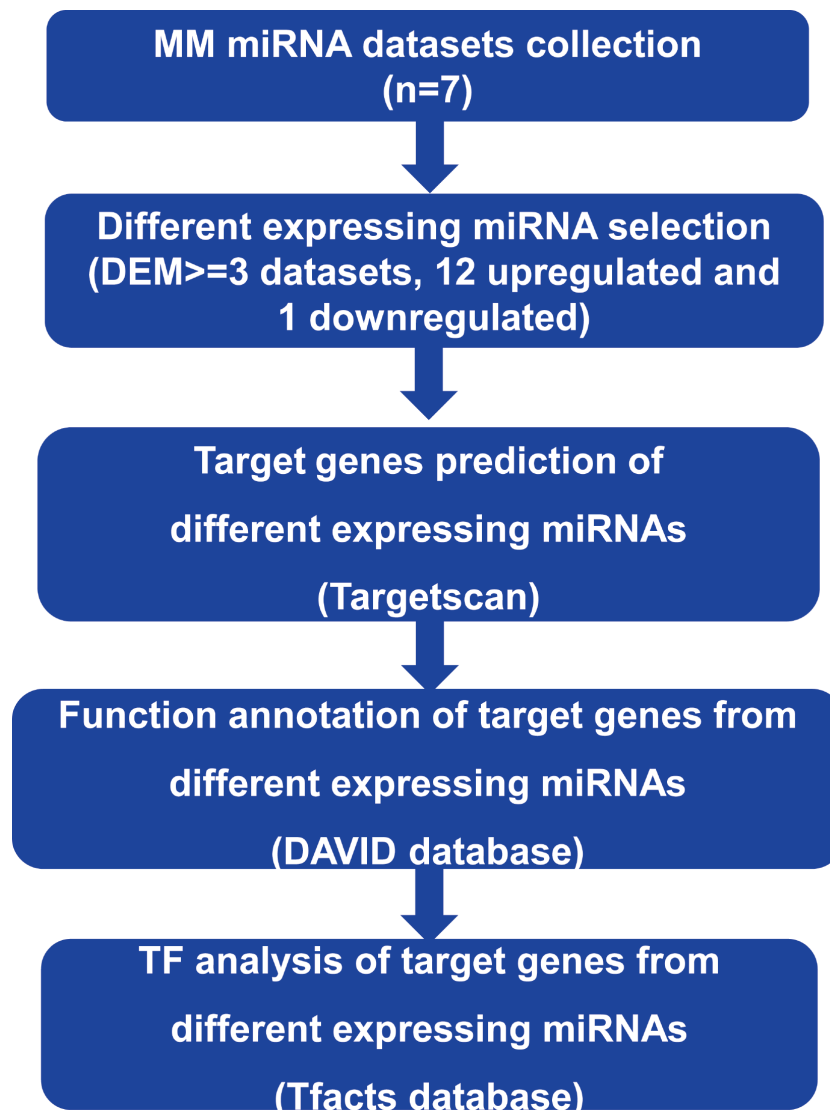 MM miRNA datasets collection
(n=7)
Different expressing miRNA selection
(DEM>=3 datasets, 12 upregulated and
1 downregulated)
Target genes prediction of
different expressing miRNAs
(Targetscan)
Function annotation of target genes from
different expressing miRNAs
(DAVID database)
TF analysis of target genes from
different expressing miRNAs
(Tfacts database)